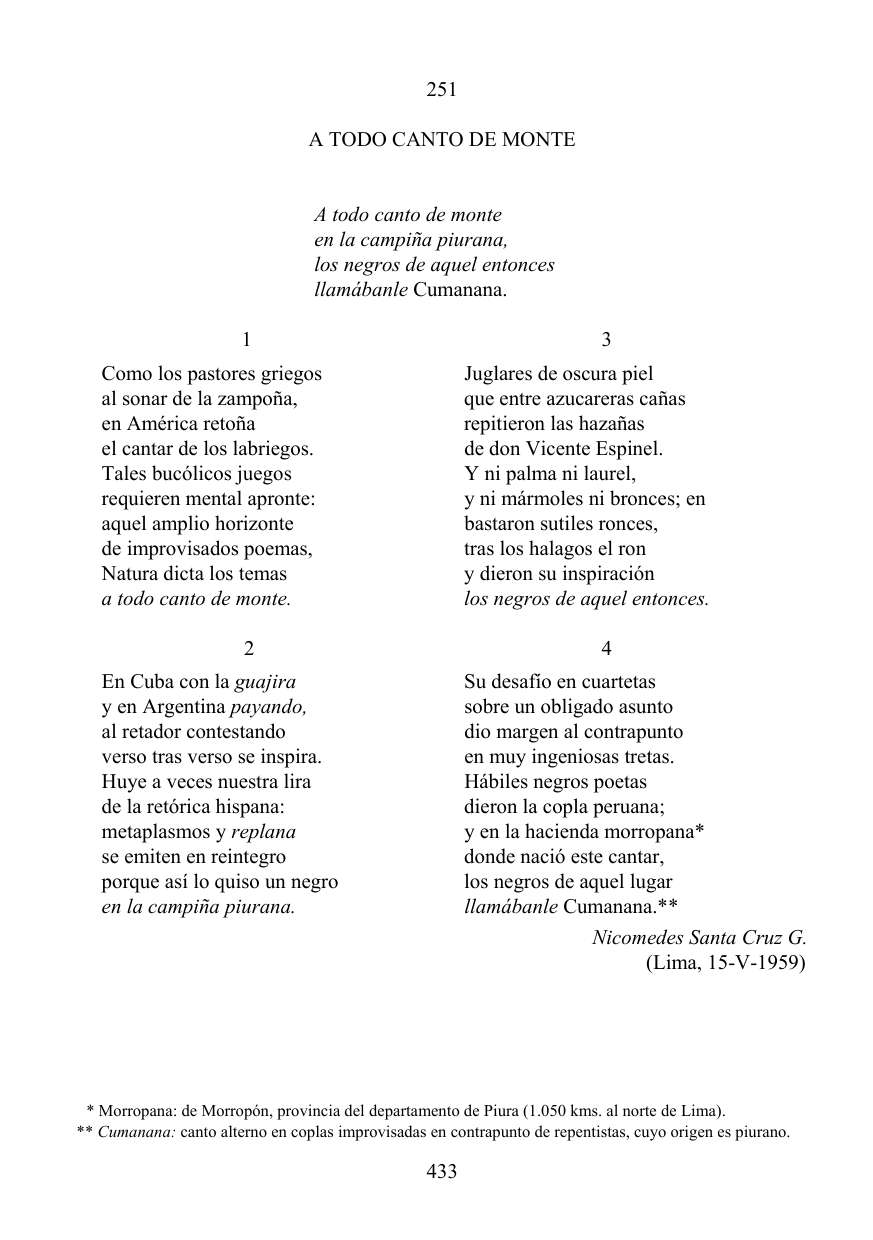 251
A TODO CANTO DE MONTE
A todo canto de monte
en la campiña piurana,
los negros de aquel entonces
llamábanle Cumanana.
1
Como los pastores griegos
al sonar de la zampoña,
en América retoña
el cantar de los labriegos.
Tales bucólicos juegos
requieren mental apronte:
aquel amplio horizonte
de improvisados poemas,
Natura dicta los temas
a todo canto de monte.
2
En Cuba con la guajira
y en Argentina payando,
al retador contestando
verso tras verso se inspira.
Huye a veces nuestra lira
de la retórica hispana:
metaplasmos y replana
se emiten en reintegro
porque así lo quiso un negro
en la campiña piurana.
3
Juglares de oscura piel
que entre azucareras cañas
repitieron las hazañas
de don Vicente Espinel.
Y ni palma ni laurel,
y ni mármoles ni bronces; en
bastaron sutiles ronces,
tras los halagos el ron
y dieron su inspiración
los negros de aquel entonces.
4
Su desafío en cuartetas
sobre un obligado asunto
dio margen al contrapunto
en muy ingeniosas tretas.
Hábiles negros poetas
dieron la copla peruana;
y en la hacienda morropana*
donde nació este cantar,
los negros de aquel lugar
llamábanle Cumanana.**
Nicomedes Santa Cruz G.
(Lima, 15-V-1959)
* Morropana: de Morropón, provincia del departamento de Piura (1.050 kms. al norte de Lima).
** Cumanana: canto alterno en coplas improvisadas en contrapunto de repentistas, cuyo origen es piurano.
433